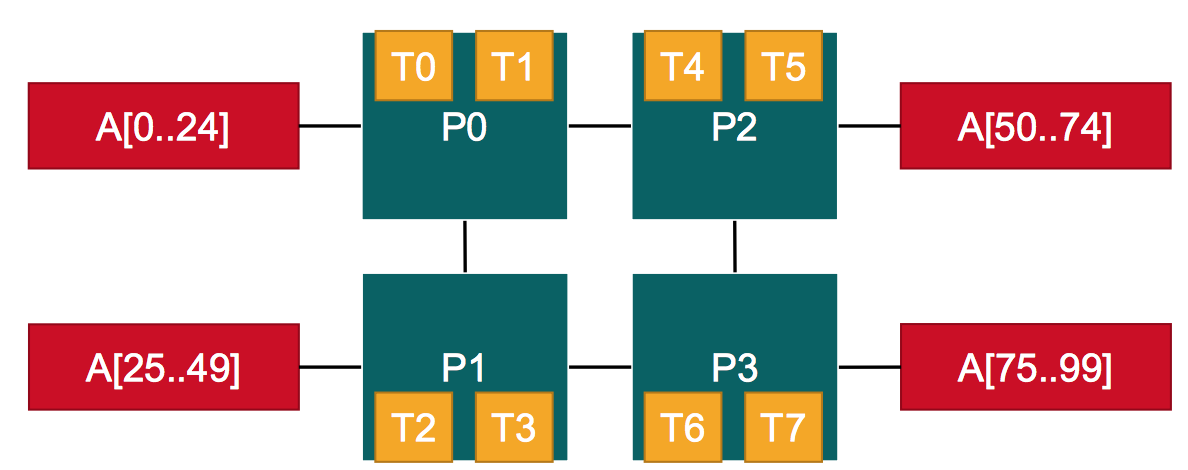 T0 T1 T4 T5
A[0..24] P0 P2 A[50..74]
A[25..49] P1 P3 A[75..99]
T2 T3 T6 T7